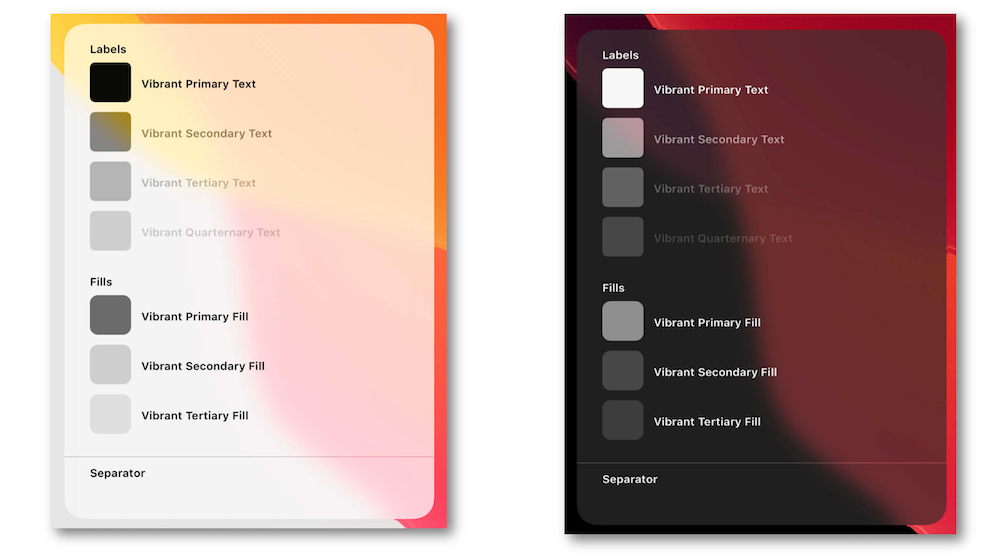 Labels
Vibrant Primary Text
Vibrant Secondary Text
Vibrant Tertiary Text
Vibrant Quarternary Text
Fills
Vibrant Primary Fill
Vibrant Secondary Fill
Vibrant Tertiary Fill
Separator
Labels
Vibrant Primary Text
Vibrant Secondary Text
Vibrant Tertiary Text
Vibrant Quarternary Text
Fills
Vibrant Primary Fill
Vibrant Secondary Fill
Vibrant Tertiary Fill
Separator